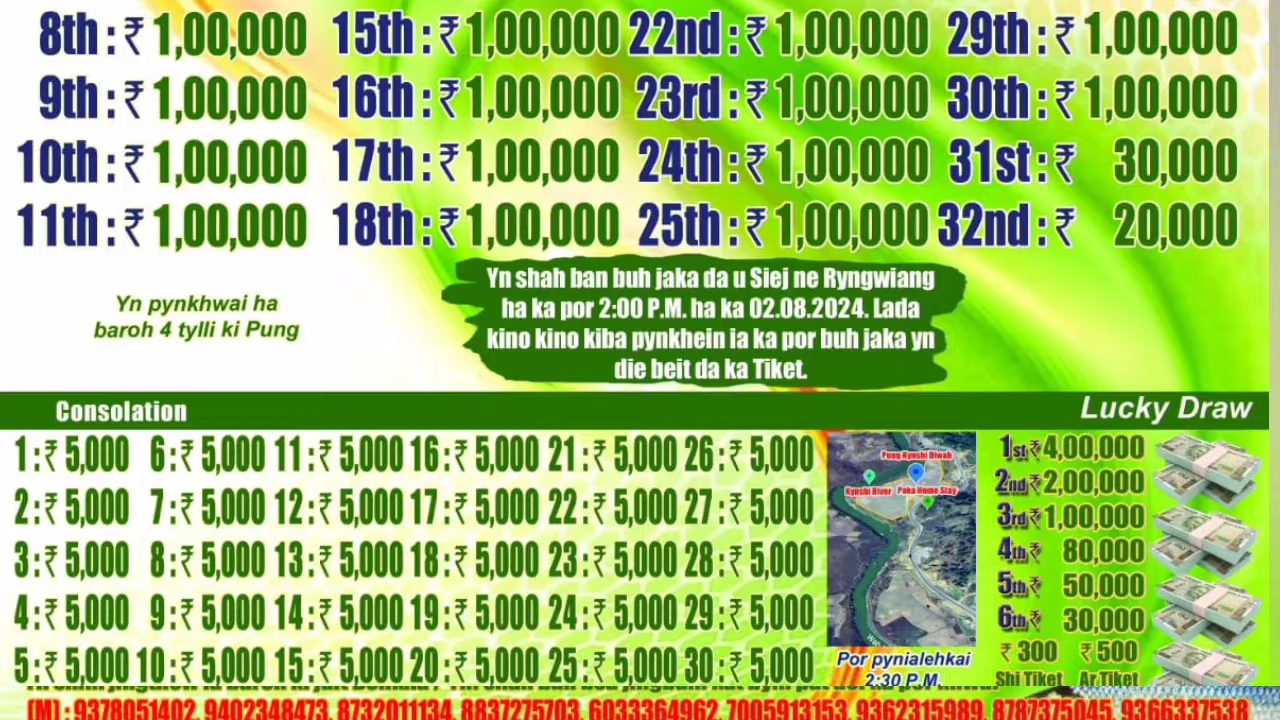 8th : ₹ 1,00,000 15th : ₹ 1,00,000 22nd : ₹ 1,00,000 29th : ₹ 1,00,000
9th : ₹ 1,00,000 16th : ₹ 1,00,000 23rd : ₹ 1,00,000 30th : ₹ 1,00,000
10th : ₹ 1,00,000 17th : ₹ 1,00,000 24th : ₹ 1,00,000 31st : ₹ 30,000
11th : ₹ 1,00,000 18th : ₹ 1,00,000 25th : ₹ 1,00,000 32nd : ₹ 20,000
Yn pynkhwai ha
baroh 4 tylli ki Pung
Yn shah ban buh jaka da u Siej ne Ryngwiang
ha ka por 2:00 P.M. ha ka 02.08.2024. Lada
kino kino kiba pynkhein ia ka por buh jaka yn
die beit da ka Tiket.
Consolation
1 : ₹ 5,000 6 : ₹ 5,000 11 : ₹ 5,000 16 : ₹ 5,000 21 : ₹ 5,000 26 : ₹ 5,000
2 : ₹ 5,000 7 : ₹ 5,000 12 : ₹ 5,000 17 : ₹ 5,000 22 : ₹ 5,000 27 : ₹ 5,000
3 : ₹ 5,000 8 : ₹ 5,000 13 : ₹ 5,000 18 : ₹ 5,000 23 : ₹ 5,000 28 : ₹ 5,000
4 : ₹ 5,000 9 : ₹ 5,000 14 : ₹ 5,000 19 : ₹ 5,000 24 : ₹ 5,000 29 : ₹ 5,000
5 : ₹ 5,000 10 : ₹ 5,000 15 : ₹ 5,000 20 : ₹ 5,000 25 : ₹ 5,000 30 : ₹ 5,000
Pung Kynshi Diwah
Kynshi River Paka Home Stay
Por pynialehkai
2:30 P.M.
Lucky Draw
1st ₹ 4,00,000
2nd ₹ 2,00,000
3rd ₹ 1,00,000
4th ₹ 80,000
5th ₹ 50,000
6th ₹ 30,000
₹ 300 ₹ 500
Shi Tiket Ar Tiket
(M) : 9378051402, 9402348473, 8732011134, 8837275703, 6033364962, 7005913153, 9362315989, 8787375045, 9366337538